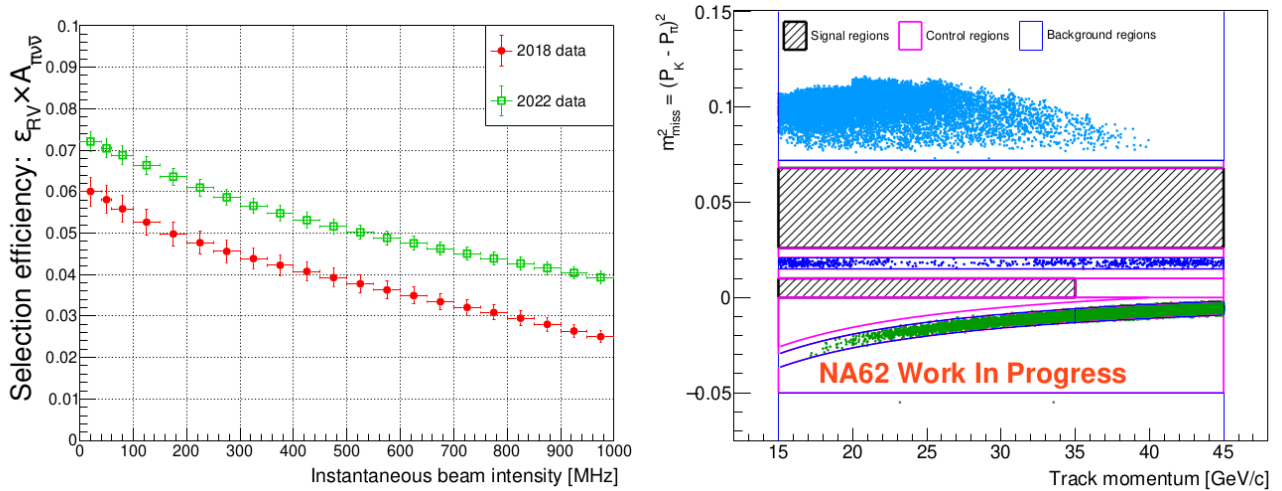 Selection efficiency: ε_RV × A_πνν̄
0.1
0.09
0.08
0.07
0.06
0.05
0.04
0.03
0.02
0.01
0
2018 data
2022 data
0 100 200 300 400 500 600 700 800 900 1000
Instantaneous beam intensity [MHz]
m²miss = (P_K - P_π)²
0.15
0.1
0.05
0
−0.05
Signal regions
Control regions
Background regions
NA62 Work In Progress
15 20 25 30 35 40 45
Track momentum [GeV/c]